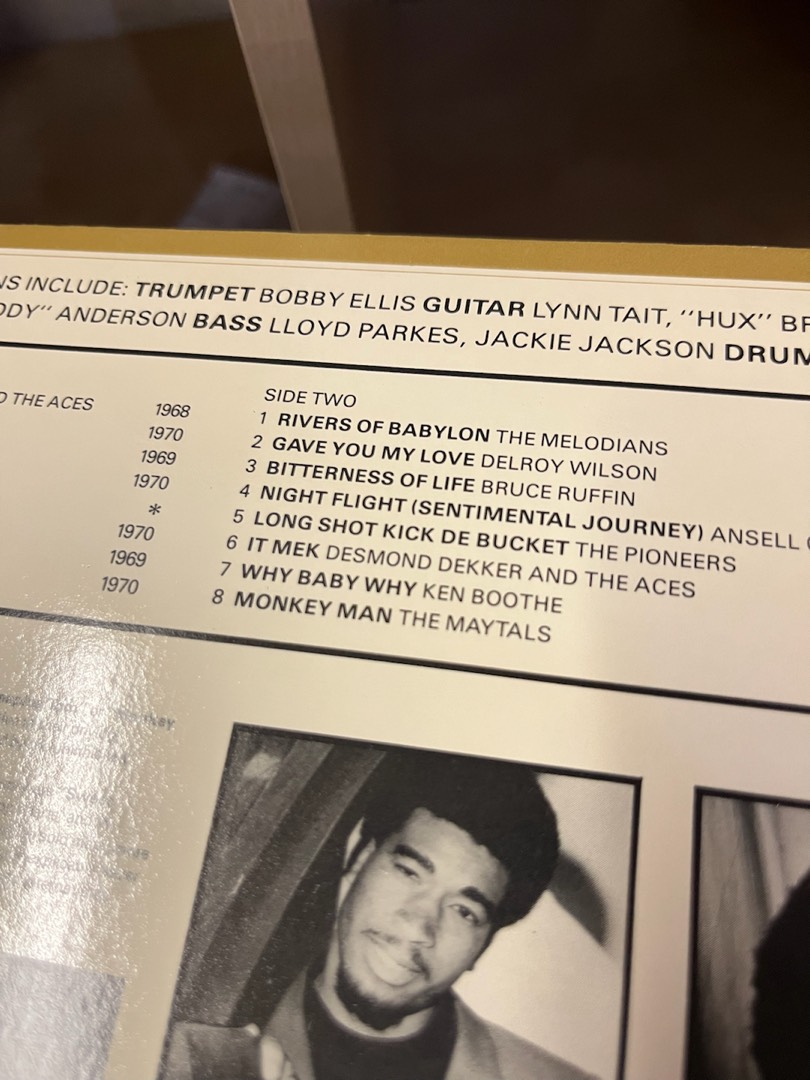 NS INCLUDE: TRUMPET BOBBY ELLIS GUITAR LYNN TAIT, "HUX" BR
DDY" ANDERSON BASS LLOYD PARKES, JACKIE JACKSON DRUM
D THE ACES 1968
1970
1969
1970
*
1970
1969
1970
SIDE TWO
1 RIVERS OF BABYLON THE MELODIANS
2 GAVE YOU MY LOVE DELROY WILSON
3 BITTERNESS OF LIFE BRUCE RUFFIN
4 NIGHT FLIGHT (SENTIMENTAL JOURNEY) ANSELL
5 LONG SHOT KICK DE BUCKET THE PIONEERS
6 IT MEK DESMOND DEKKER AND THE ACES
7 WHY BABY WHY KEN BOOTHE
8 MONKEY MAN THE MAYTALS